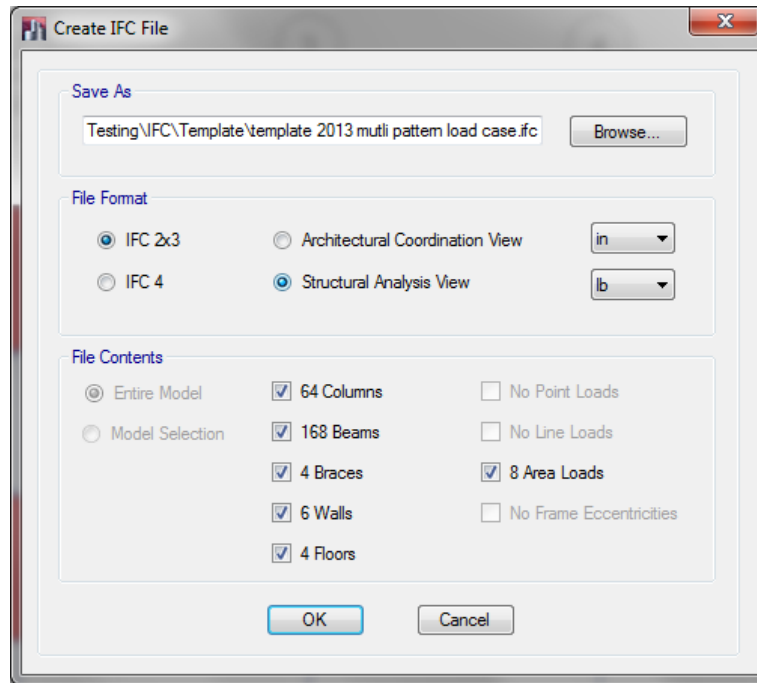 Create IFC File
Save As
Testing\IFC\Template\template 2013 mutli pattern load case.ifc
Browse...
File Format
IFC 2x3
Architectural Coordination View
in
IFC 4
Structural Analysis View
lb
File Contents
Entire Model
64 Columns
No Point Loads
Model Selection
168 Beams
No Line Loads
4 Braces
8 Area Loads
6 Walls
No Frame Eccentricities
4 Floors
OK
Cancel